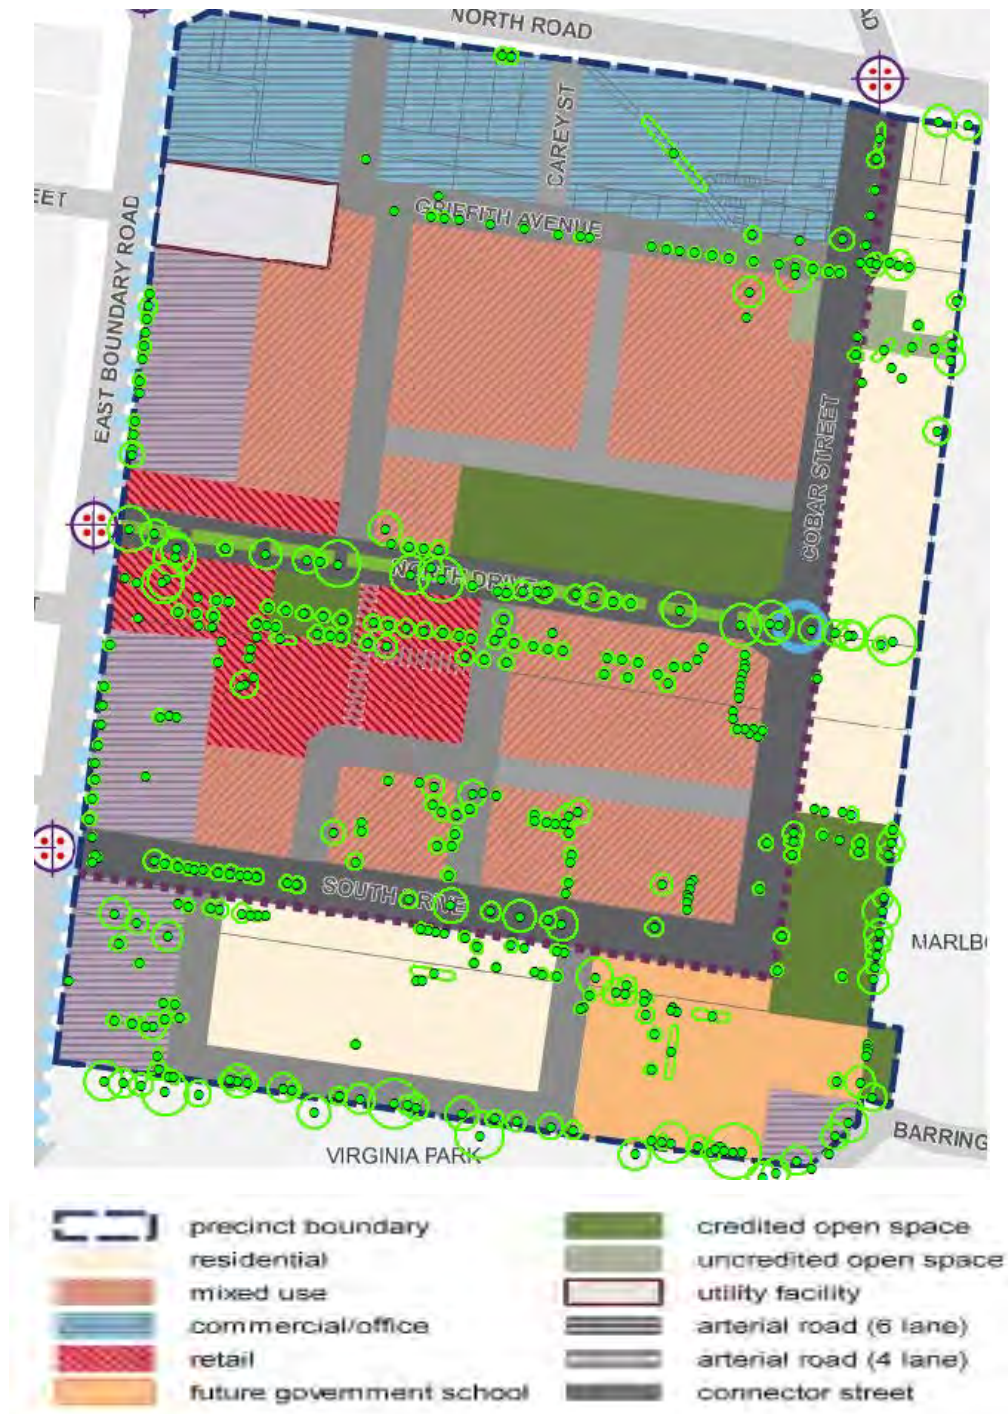 NORTH ROAD
AD
CAREY ST
EET
GRIFFITH AVENUE
EAST BOUNDARY ROAD
COBAR STREET
NORTH DRIVE
T
SOUTH DRIVE
MARLB
BARRING
VIRGINIA PARK
precinct boundary
residential
mixed use
commercial/office
retail
future government school
credited open space
uncredited open space
utility facility
arterial road (6 lane)
arterial road (4 lane)
connector street